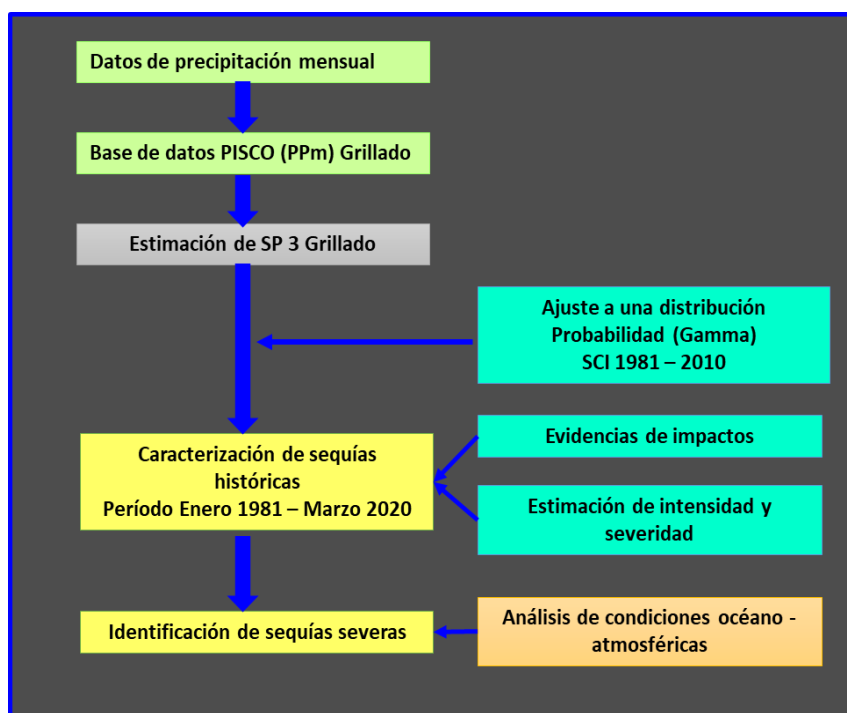 Datos de precipitación mensual
Base de datos PISCO (PPm) Grillado
Estimación de SP 3 Grillado
Ajuste a una distribución
Probabilidad (Gamma)
SCI 1981 – 2010
Caracterización de sequías
históricas
Período Enero 1981 – Marzo 2020
Evidencias de impactos
Estimación de intensidad y
severidad
Identificación de sequías severas
Análisis de condiciones océano -
atmosféricas